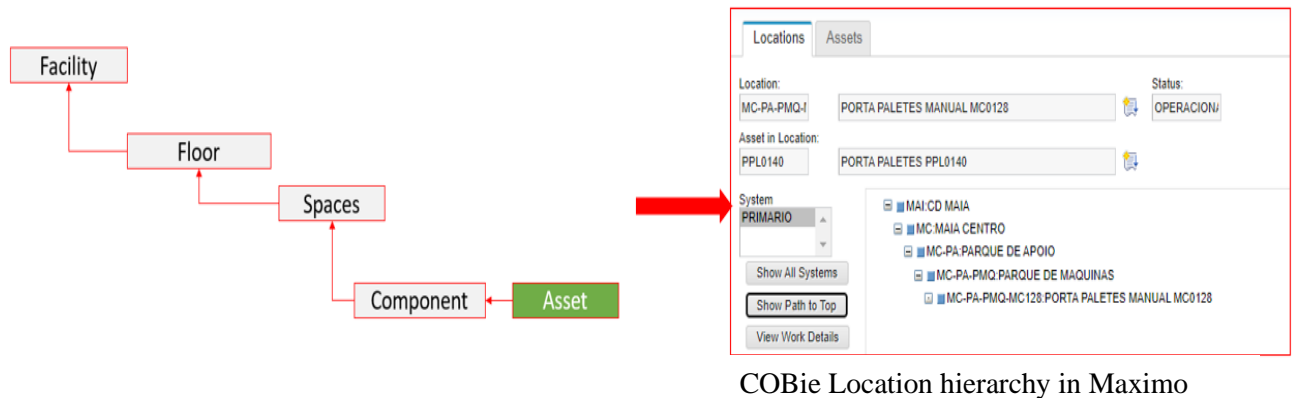 Facility
Floor
Spaces
Component
Asset
Locations Assets
Location: Status:
MC-PA-PMQ-M PORTA PALETES MANUAL MC0128 OPERACIONA
Asset in Location:
PPL0140 PORTA PALETES PPL0140
System
PRIMARIO
Show All Systems
Show Path to Top
View Work Details
MAI:CD MAIA
MC:MAIA CENTRO
MC-PA:PARQUE DE APOIO
MC-PA-PMQ:PARQUE DE MAQUINAS
MC-PA-PMQ-MC128:PORTA PALETES MANUAL MC0128
COBie Location hierarchy in Maximo